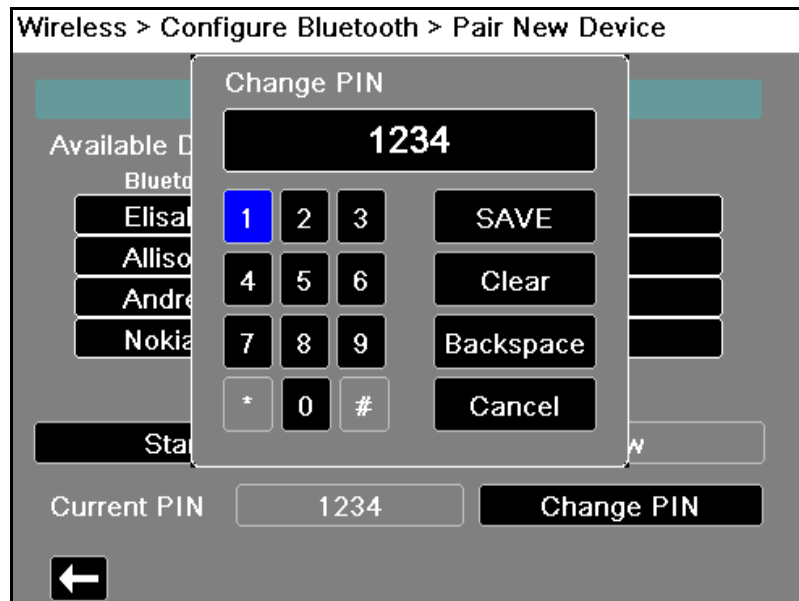 Wireless > Configure Bluetooth > Pair New Device
Change PIN
1234
Available D
Blueto
Elisal
Alliso
Andre
Nokia
1 2 3 SAVE
4 5 6 Clear
7 8 9 Backspace
* 0 # Cancel
Star w
Current PIN 1234 Change PIN